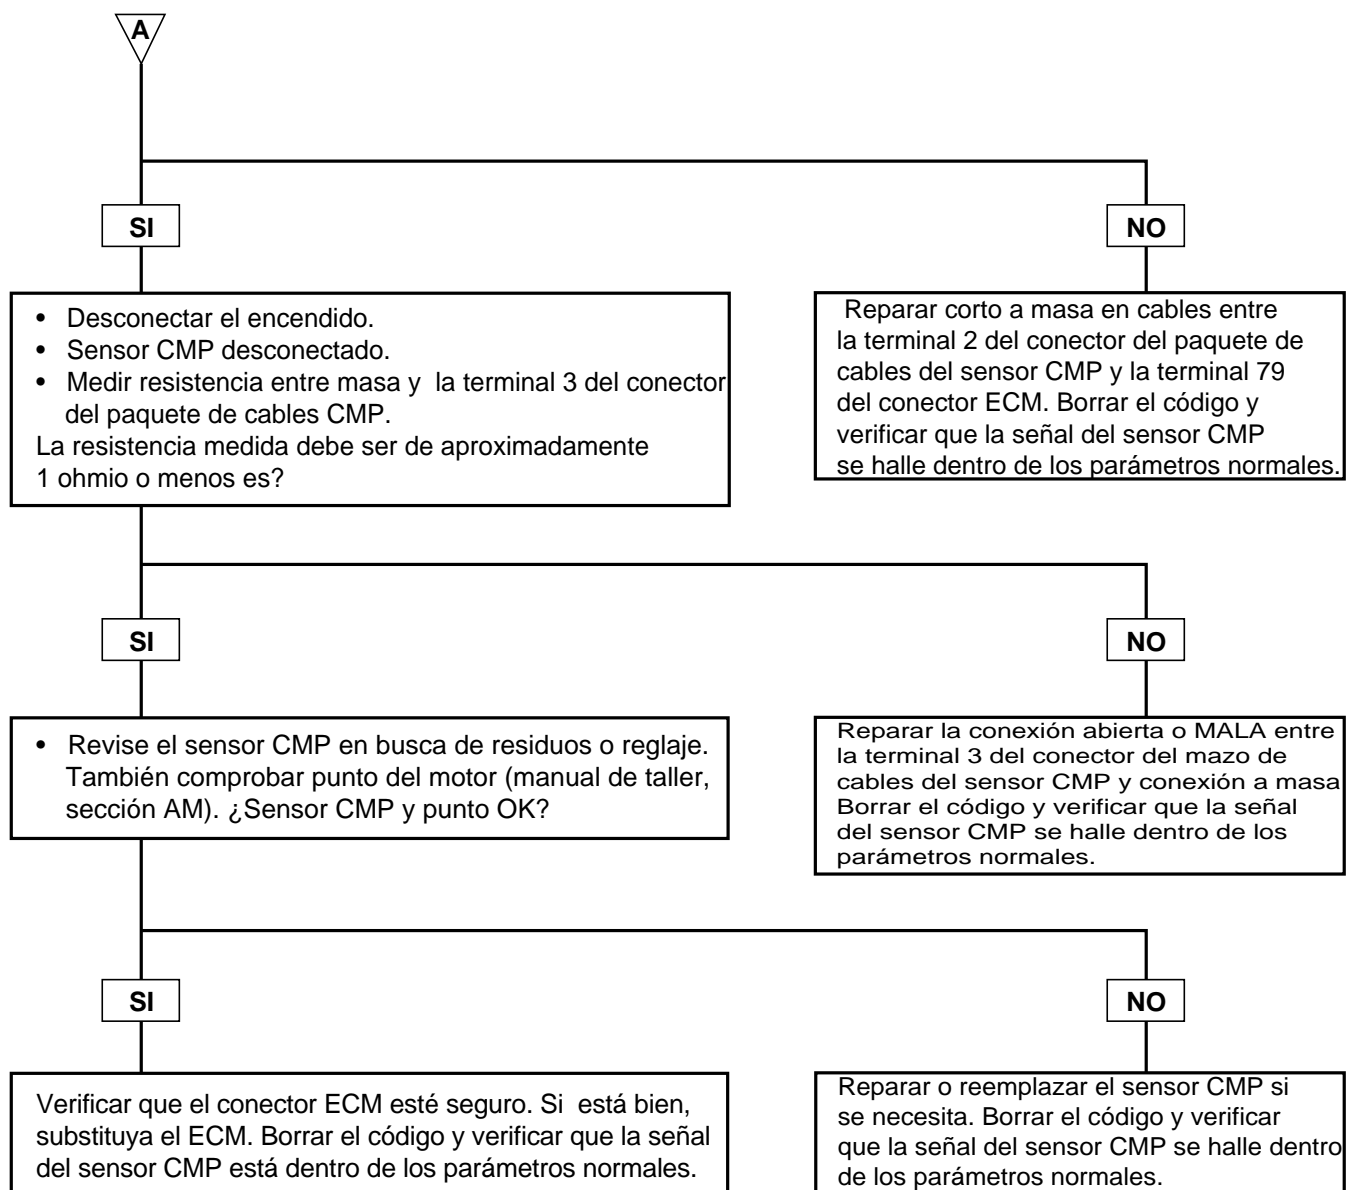 A
SI
NO
• Desconectar el encendido.
• Sensor CMP desconectado.
• Medir resistencia entre masa y la terminal 3 del conector
del paquete de cables CMP.
La resistencia medida debe ser de aproximadamente
1 ohmio o menos es?
Reparar corto a masa en cables entre
la terminal 2 del conector del paquete de
cables del sensor CMP y la terminal 79
del conector ECM. Borrar el código y
verificar que la señal del sensor CMP
se halle dentro de los parámetros normales.
SI
NO
• Revise el sensor CMP en busca de residuos o reglaje.
También comprobar punto del motor (manual de taller,
sección AM). ¿Sensor CMP y punto OK?
Reparar la conexión abierta o MALA entre
la terminal 3 del conector del mazo de
cables del sensor CMP y conexión a masa
Borrar el código y verificar que la señal
del sensor CMP se halle dentro de los
parámetros normales.
SI
NO
Verificar que el conector ECM esté seguro. Si está bien,
substituya el ECM. Borrar el código y verificar que la señal
del sensor CMP está dentro de los parámetros normales.
Reparar o reemplazar el sensor CMP si
se necesita. Borrar el código y verificar
que la señal del sensor CMP se halle dentro
de los parámetros normales.